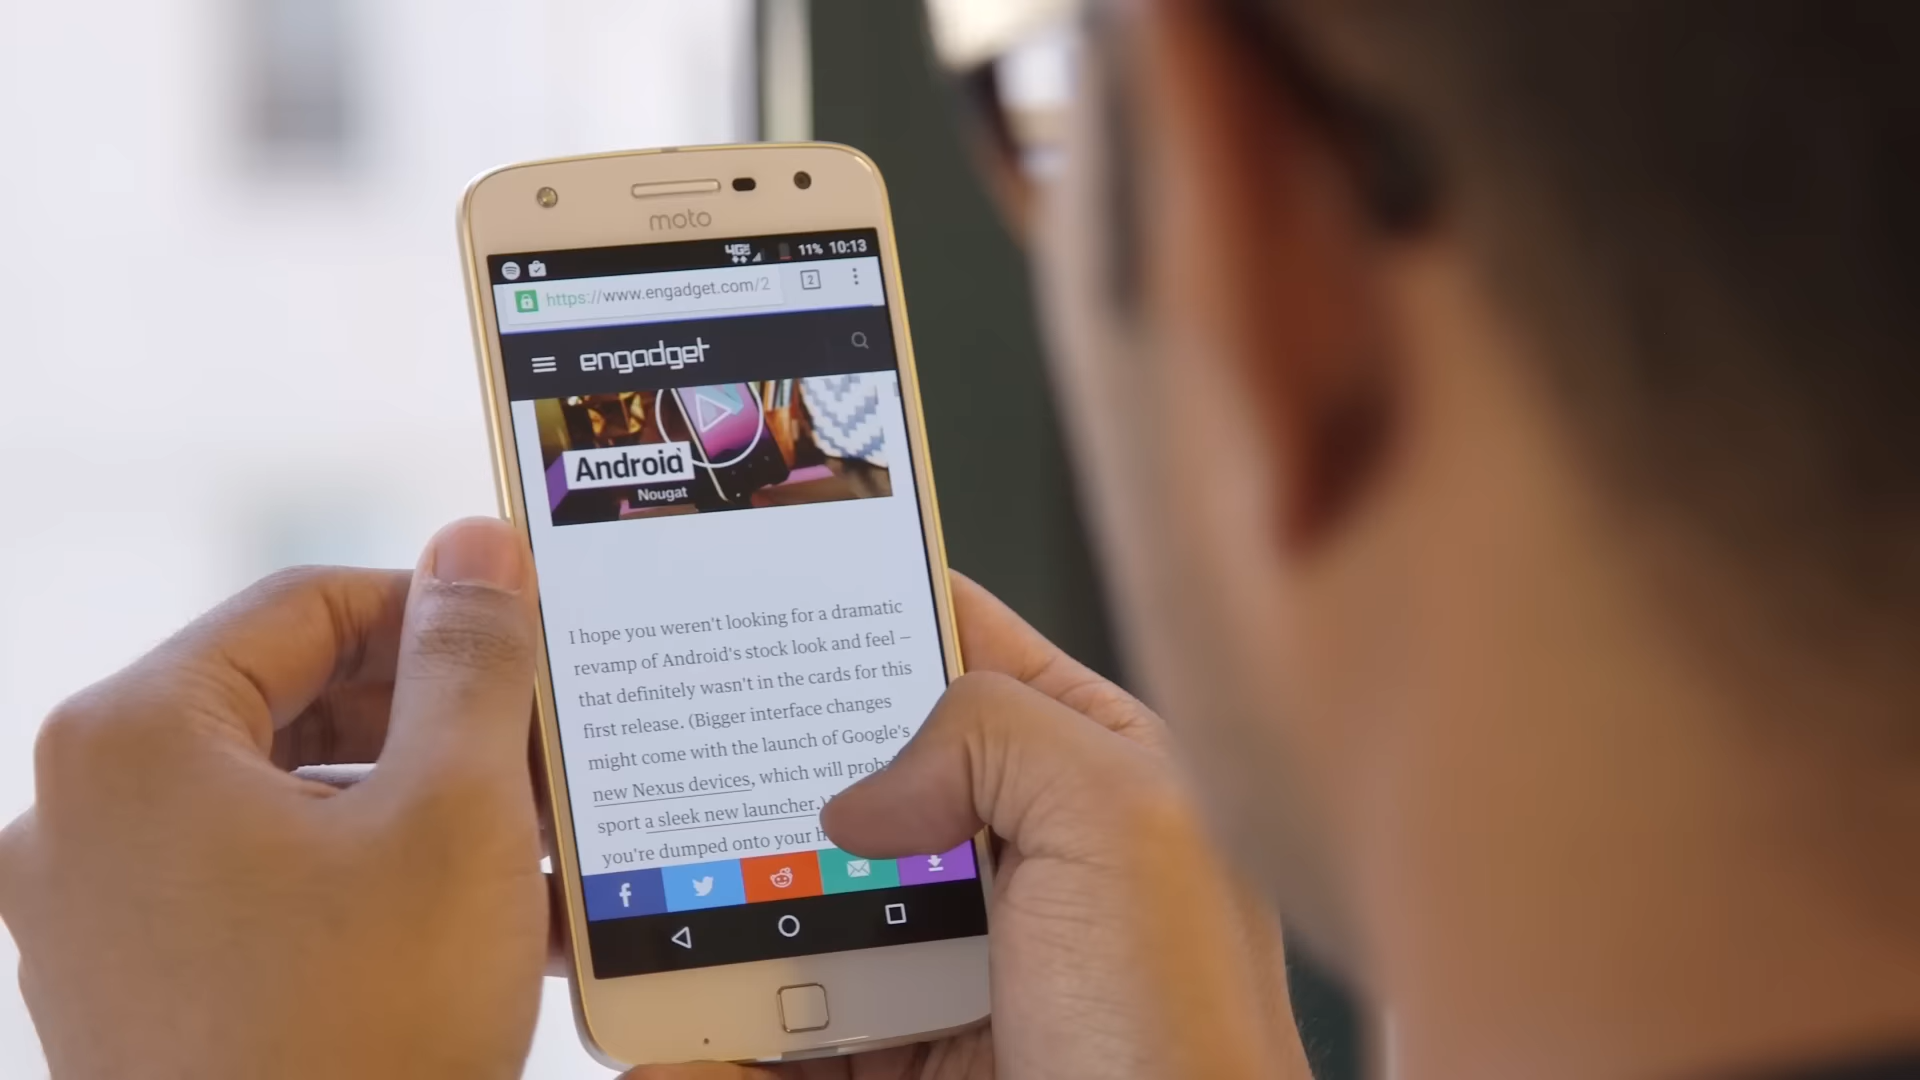 moto
4G 11% 10:13
https://www.engadget.com/2 2
engadget
Android
Nougat
I hope you weren't looking for a dramatic
revamp of Android's stock look and feel –
that definitely wasn't in the cards for this
first release. (Bigger interface changes
might come with the launch of Google's
new Nexus devices, which will
sport a sleek new launcher.)
you're dumped onto your